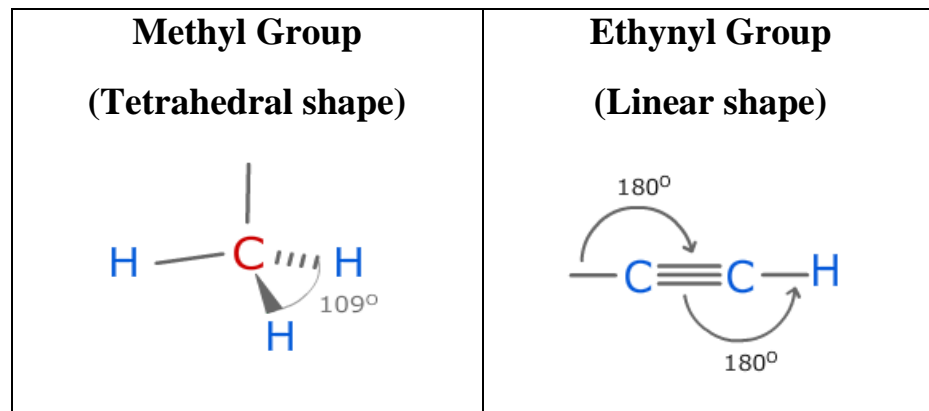 Methyl Group
(Tetrahedral shape)
H C H
109°
H
Ethynyl Group
(Linear shape)
180°
C C H
180°